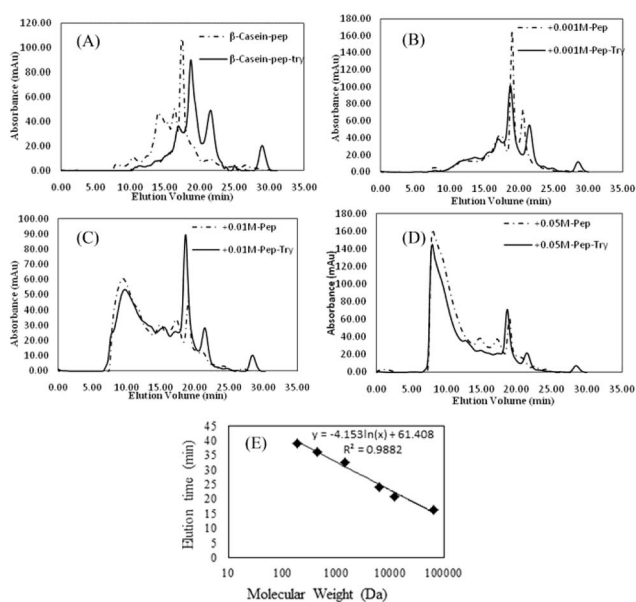 120.00
100.00
80.00
60.00
40.00
20.00
0.00
Absorbance (mAu)
(A)
β-Casein-pep
β-Casein-pep-try
0.00 5.00 10.00 15.00 20.00 25.00 30.00 35.00
Elution Volume (min)
180.00
160.00
140.00
120.00
100.00
80.00
60.00
40.00
20.00
0.00
Absorbance (mAu)
(B)
+0.001M-Pep
+0.001M-Pep-Try
0.00 5.00 10.00 15.00 20.00 25.00 30.00 35.00
Elution Volume (min)
100.00
90.00
80.00
70.00
60.00
50.00
40.00
30.00
20.00
10.00
0.00
Absorbance (mAu)
(C)
+0.01M-Pep
+0.01M-Pep-Try
0.00 5.00 10.00 15.00 20.00 25.00 30.00 35.00
Elution Volume (min)
180.00
160.00
140.00
120.00
100.00
80.00
60.00
40.00
20.00
0.00
Absorbance (mAu)
(D)
+0.05M-Pep
+0.05M-Pep-Try
0.00 5.00 10.00 15.00 20.00 25.00 30.00 35.00
Elution Volume (min)
45
40
35
30
25
20
15
10
5
0
Elution time (min)
(E)
y = -4.153ln(x) + 61.408
R² = 0.9882
10 100 1000 10000 100000
Molecular Weight (Da)